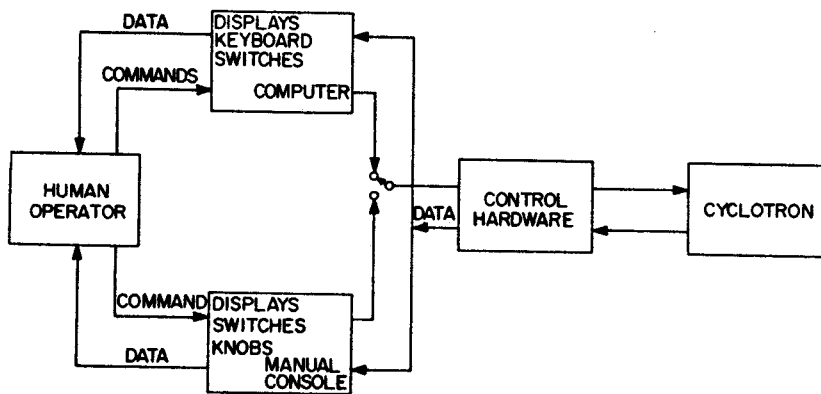 DATA
DISPLAYS
KEYBOARD
SWITCHES
COMMANDS
COMPUTER
HUMAN
OPERATOR
CONTROL
HARDWARE
CYCLOTRON
DATA
COMMAND
DISPLAYS
SWITCHES
KNOBS
DATA
MANUAL
CONSOLE